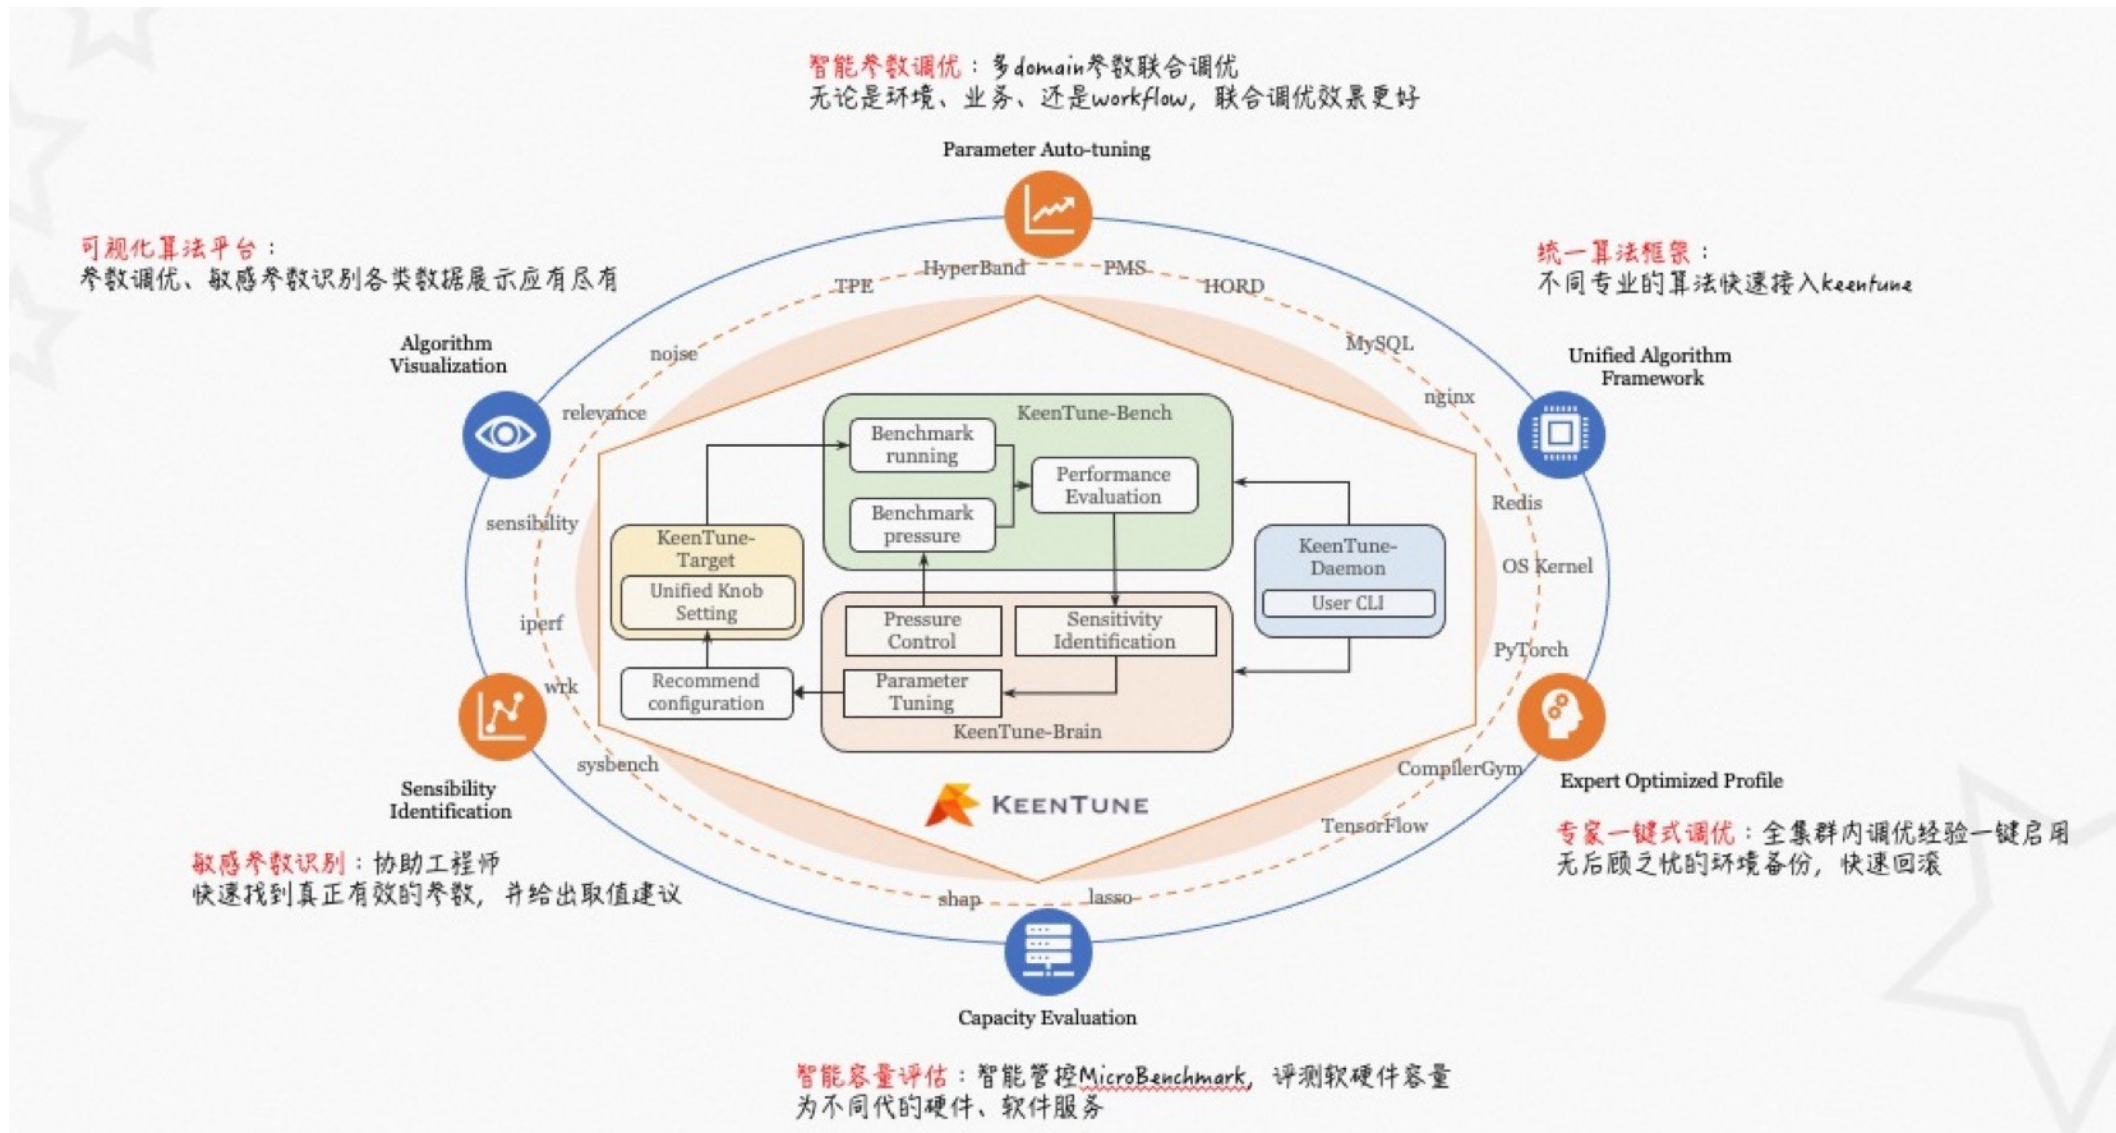 智能参数调优：多domain参数联合调优
无论是环境、业务、还是workflow，联合调优效果更好
Parameter Auto-tuning
可视化算法平台：
参数调优、敏感参数识别各类数据展示应有尽有
Algorithm
Visualization
统一算法框架：
不同专业的算法快速接入keentune
Unified Algorithm
Framework
HyperBand
PMS
TPE
HORD
noise
MySQL
relevance
nginx
sensibility
Redis
OS Kernel
iperf
PyTorch
wrk
sysbench
CompilerGym
TensorFlow
shap
lasso
KeenTune-Bench
Benchmark
running
Performance
Evaluation
Benchmark
pressure
KeenTune-
Target
Unified Knob
Setting
KeenTune-
Daemon
User CLI
Pressure
Control
Sensitivity
Identification
Recommend
configuration
Parameter
Tuning
KeenTune-Brain
KEENTUNE
Sensibility
Identification
敏感参数识别：协助工程师
快速找到真正有效的参数，并给出取值建议
Expert Optimized Profile
专家一键式调优：全集群内调优经验一键启用
无后顾之忧的环境备份，快速回滚
Capacity Evaluation
智能容量评估：智能管控MicroBenchmark，评测软硬件容量
为不同代的硬件、软件服务